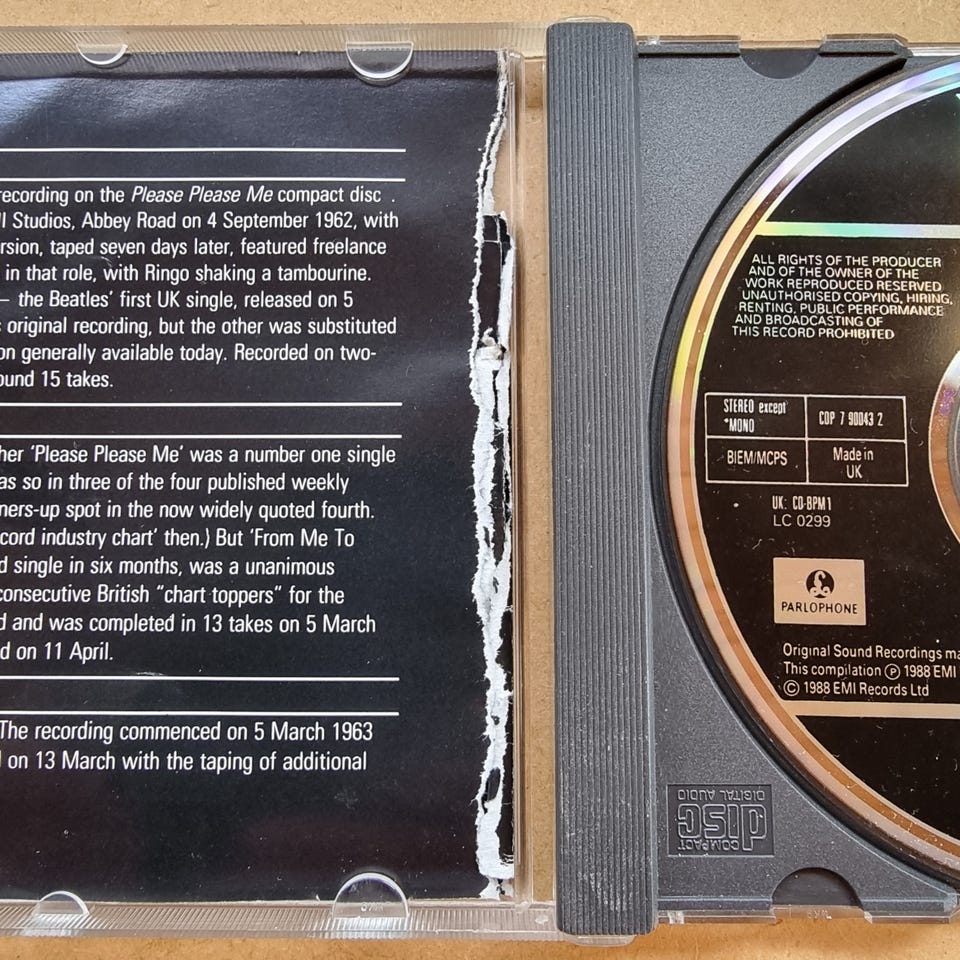 recording on the Please Please Me compact disc .
Studios, Abbey Road on 4 September 1962, with
rsion, taped seven days later, featured freelance
in that role, with Ringo shaking a tambourine.
– the Beatles' first UK single, released on 5
s original recording, but the other was substituted
on generally available today. Recorded on two-
ound 15 takes.
her 'Please Please Me' was a number one single
as so in three of the four published weekly
ners-up spot in the now widely quoted fourth.
cord industry chart' then.) But 'From Me To
d single in six months, was a unanimous
consecutive British "chart toppers" for the
d and was completed in 13 takes on 5 March
d on 11 April.
The recording commenced on 5 March 1963
on 13 March with the taping of additional
ALL RIGHTS OF THE PRODUCER
AND OF THE OWNER OF THE
WORK REPRODUCED RESERVED
UNAUTHORISED COPYING, HIRING,
RENTING, PUBLIC PERFORMANCE
AND BROADCASTING OF
THIS RECORD PROHIBITED
STEREO except
*MONO
CDP 7 90043 2
BIEM/MCPS
Made in
UK
UK: CD-BPM 1
LC 0299
PARLOPHONE
Original Sound Recordings ma
This compilation ℗ 1988 EMI
© 1988 EMI Records Ltd
COMPACT
disc
DIGITAL AUDIO